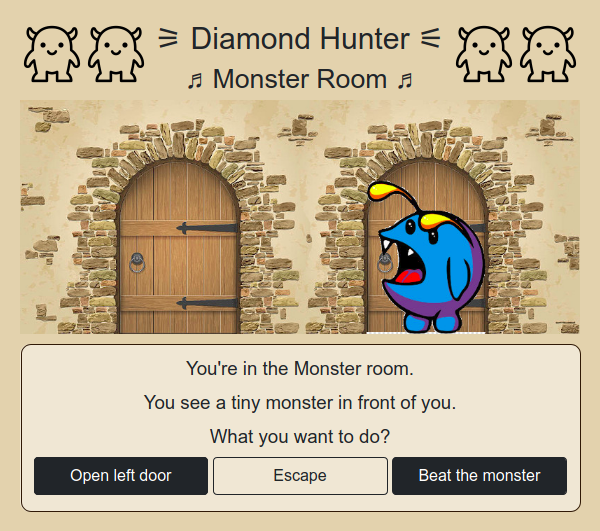 ⚞ Diamond Hunter ⚟
♬ Monster Room ♬
You're in the Monster room.
You see a tiny monster in front of you.
What you want to do?
Open left door
Escape
Beat the monster